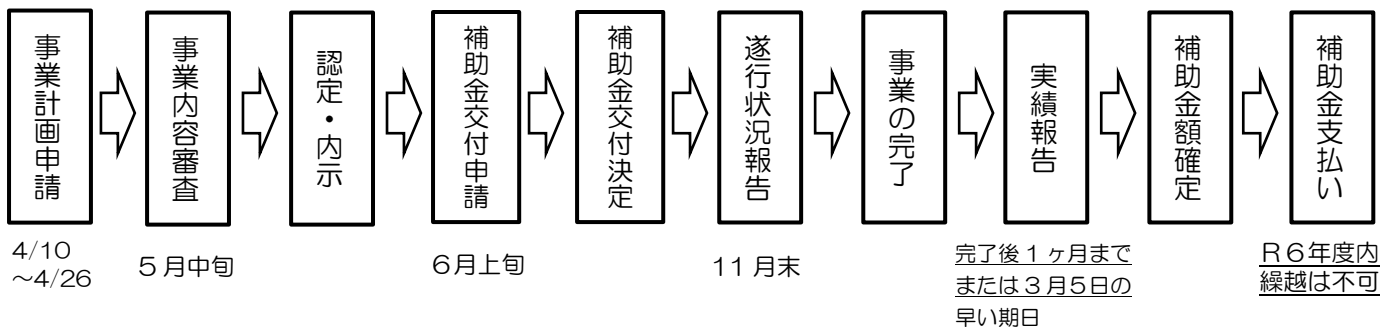 事業計画申請
事業内容審査
認定・内示
補助金交付申請
補助金交付決定
遂行状況報告
事業の完了
実績報告
補助金額確定
補助金支払い
4/10
～4/26
５月中旬
６月上旬
11月末
完了後１ヶ月まで
または３月５日の
早い期日
Ｒ６年度内
繰越は不可